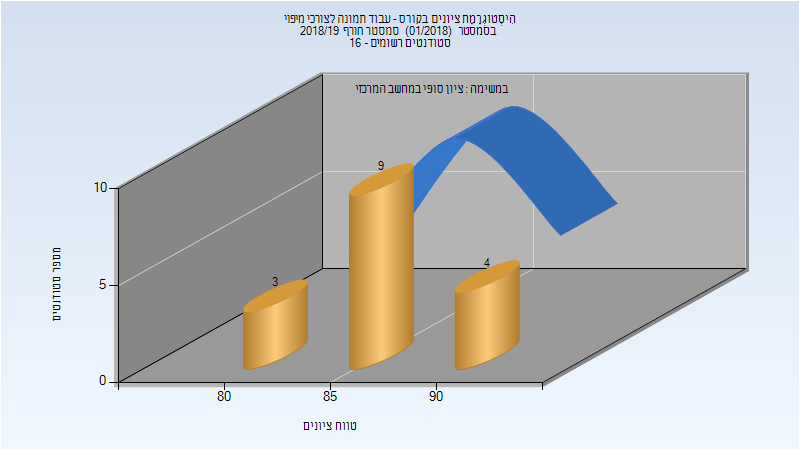 היסטוגרמת ציונים בקורס - עבוד תמונה לצורכי מיפוי
בסמסטר (01/2018) סמסטר חורף 2018/19
סטודנטים רשומים - 16
במשימה : ציון סופי במחשב המרכזי
מספר סטודנטים
10
5
0
3
9
4
80
85
90
טווח ציונים